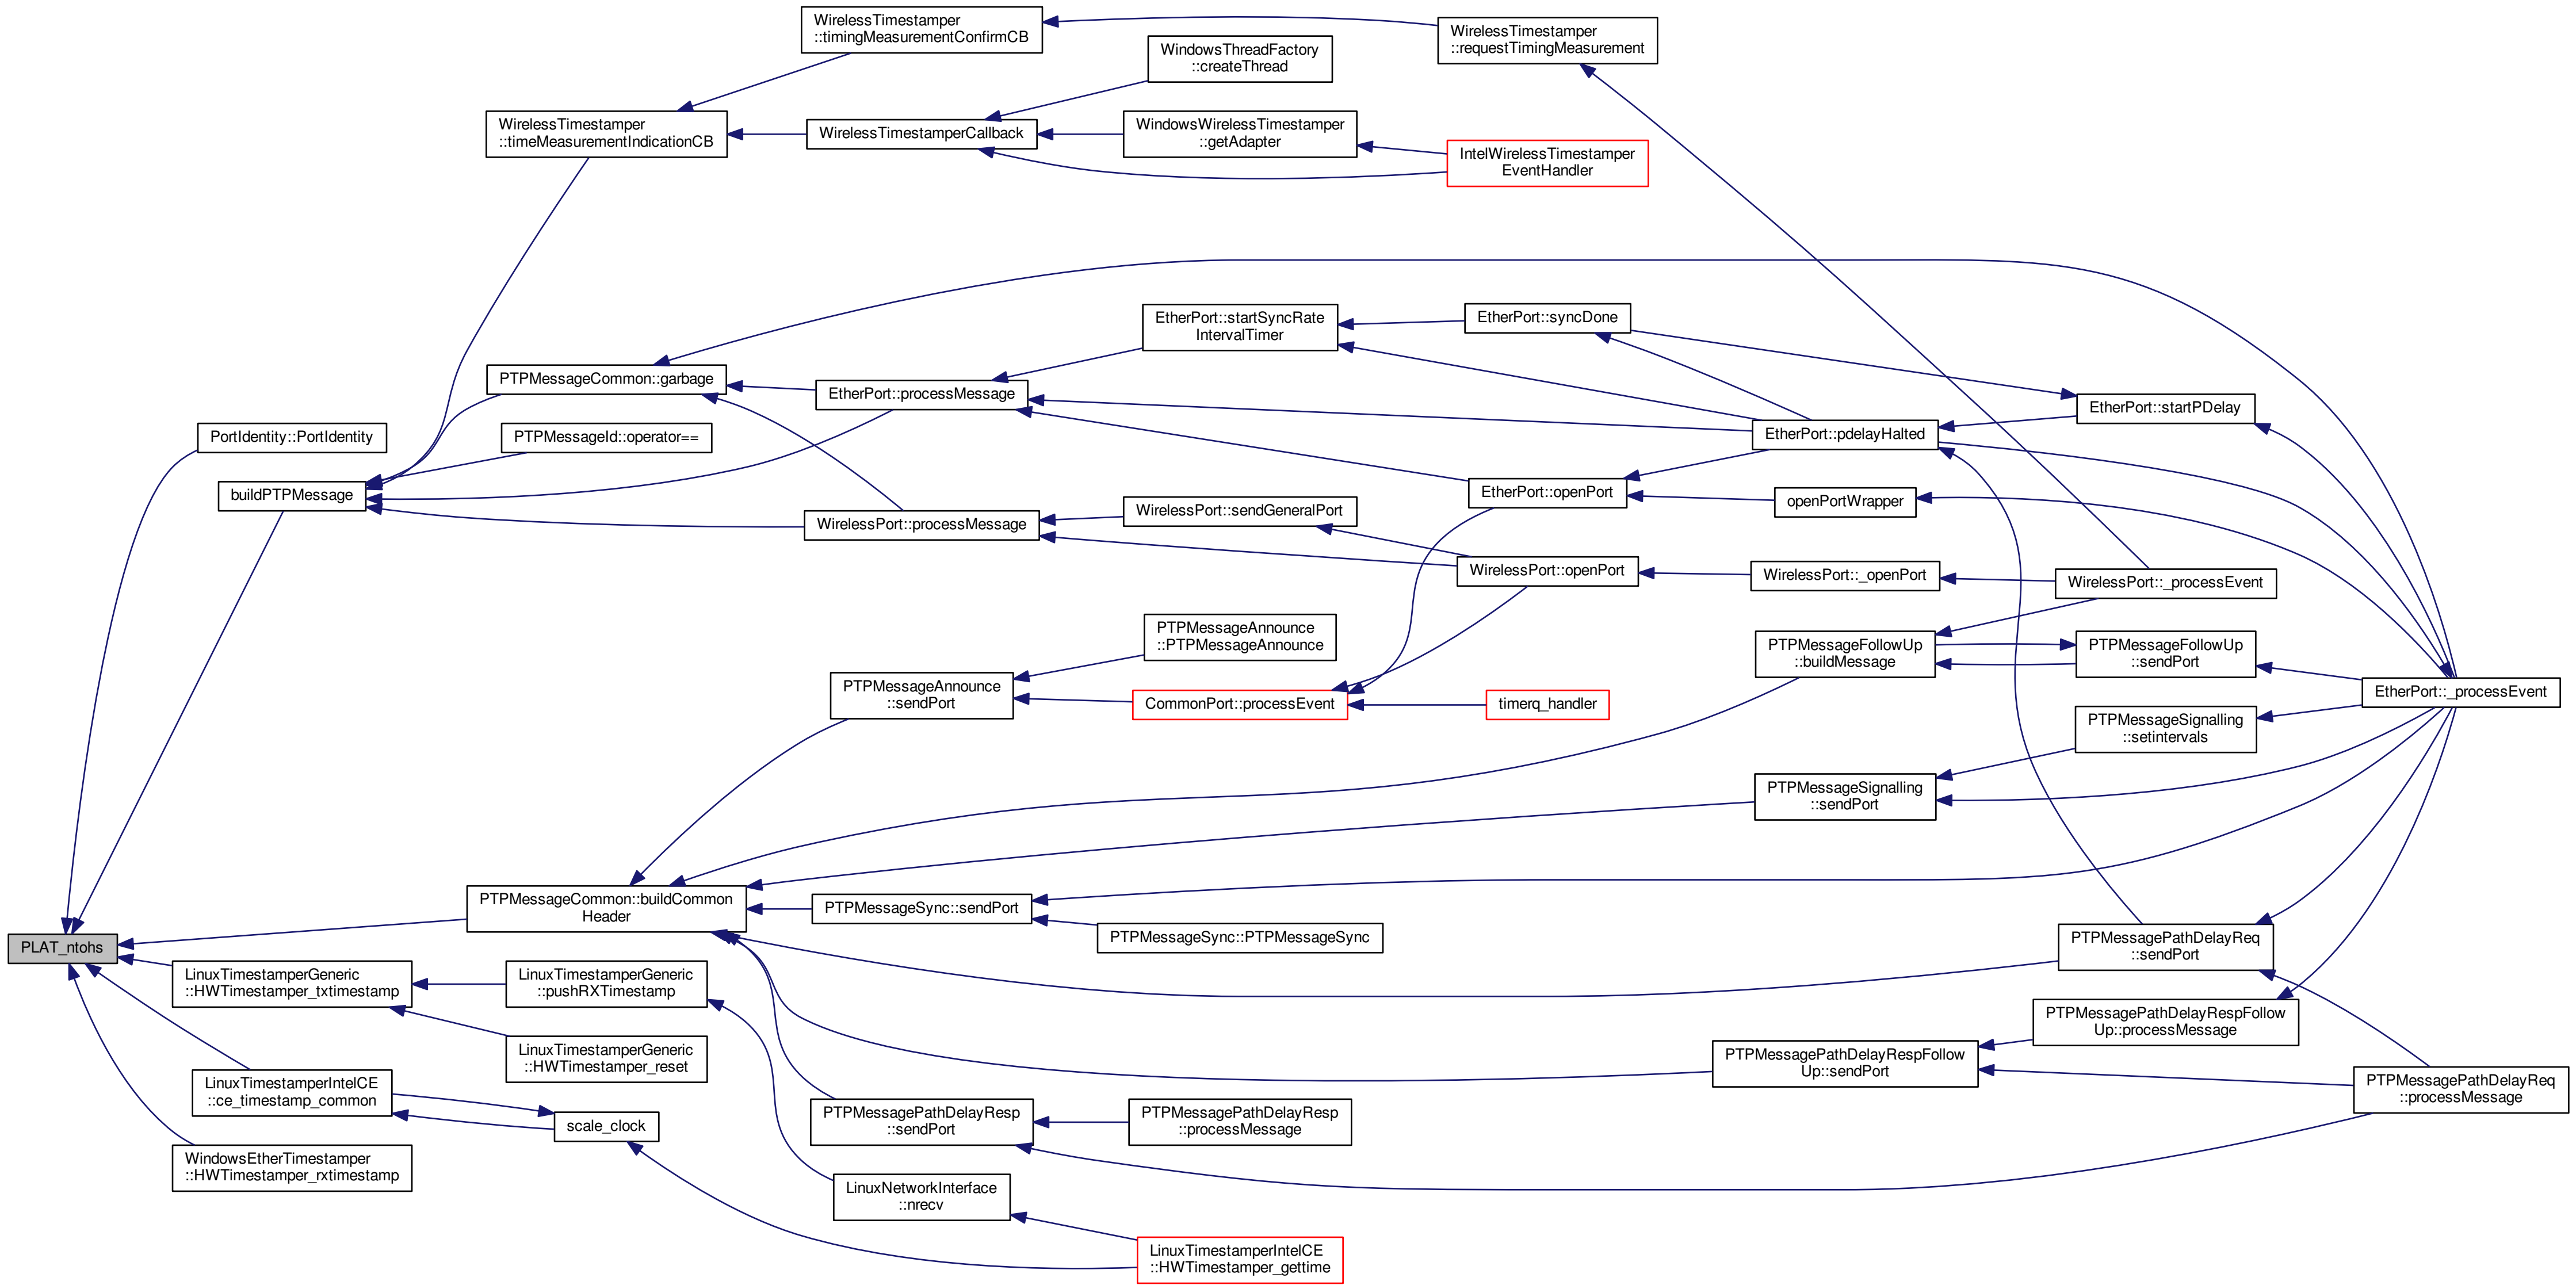 WirelessTimestamper
::timingMeasurementConfirmCB
WirelessTimestamper
::requestTimingMeasurement
WindowsThreadFactory
::createThread
WirelessTimestamper
::timeMeasurementIndicationCB
WirelessTimestamperCallback
WindowsWirelessTimestamper
::getAdapter
IntelWirelessTimestamper
EventHandler
EtherPort::startSyncRate
IntervalTimer
EtherPort::syncDone
PTPMessageCommon::garbage
EtherPort::processMessage
EtherPort::startPDelay
PortIdentity::PortIdentity
PTPMessageId::operator==
EtherPort::pdelayHalted
buildPTPMessage
EtherPort::openPort
openPortWrapper
WirelessPort::processMessage
WirelessPort::sendGeneralPort
WirelessPort::openPort
WirelessPort::_openPort
WirelessPort::_processEvent
PTPMessageAnnounce
::PTPMessageAnnounce
PTPMessageFollowUp
::buildMessage
PTPMessageFollowUp
::sendPort
PTPMessageAnnounce
::sendPort
CommonPort::processEvent
timerq_handler
EtherPort::_processEvent
PTPMessageSignalling
::setintervals
PTPMessageSignalling
::sendPort
PTPMessageCommon::buildCommon
Header
PTPMessageSync::sendPort
PTPMessageSync::PTPMessageSync
PLAT_ntohs
PTPMessagePathDelayReq
::sendPort
LinuxTimestamperGeneric
::HWTimestamper_txtimestamp
LinuxTimestamperGeneric
::pushRXTimestamp
PTPMessagePathDelayRespFollow
Up::processMessage
LinuxTimestamperGeneric
::HWTimestamper_reset
PTPMessagePathDelayRespFollow
Up::sendPort
LinuxTimestamperIntelCE
::ce_timestamp_common
PTPMessagePathDelayReq
::processMessage
scale_clock
PTPMessagePathDelayResp
::sendPort
PTPMessagePathDelayResp
::processMessage
WindowsEtherTimestamper
::HWTimestamper_rxtimestamp
LinuxNetworkInterface
::nrecv
LinuxTimestamperIntelCE
::HWTimestamper_gettime